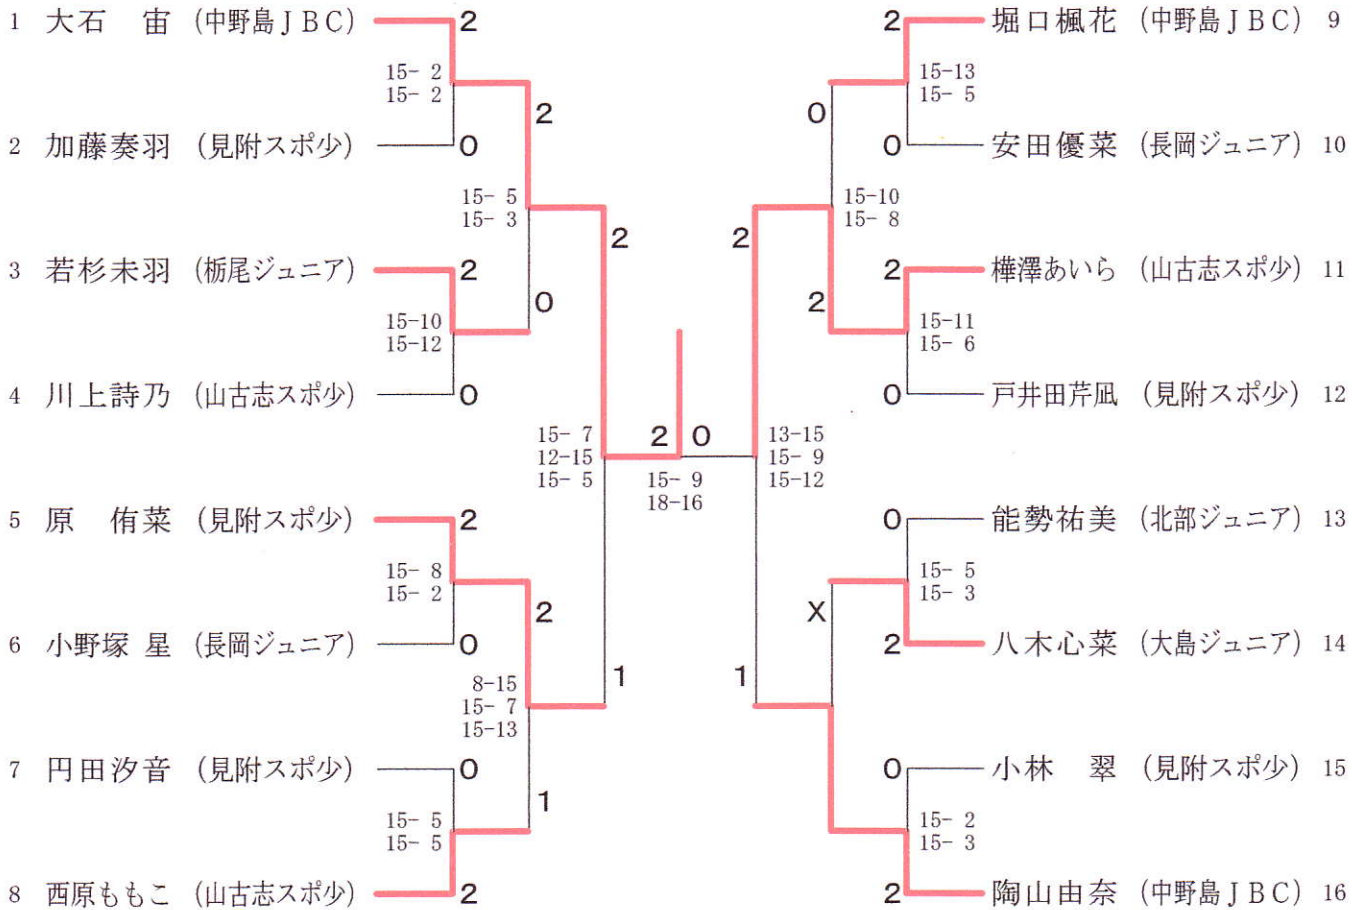 1 大石 宙 (中野島ＪＢＣ) 2
15- 2
15- 2
2
2 加藤奏羽 (見附スポ少) 0
15- 5
15- 3
2
3 若杉未羽 (栃尾ジュニア) 2
0
15-10
15-12
4 川上詩乃 (山古志スポ少) 0
15- 7
12-15
15- 5
5 原 侑菜 (見附スポ少) 2
15- 8
15- 2
2
6 小野塚 星 (長岡ジュニア) 0
1
8-15
15- 7
15-13
7 円田汐音 (見附スポ少) 0
1
15- 5
15- 5
8 西原ももこ (山古志スポ少) 2
2 0
15- 9
18-16
2 堀口楓花 (中野島ＪＢＣ) 9
15-13
15- 5
0
0 安田優菜 (長岡ジュニア) 10
15-10
15- 8
2
2 樺澤あいら (山古志スポ少) 11
2
15-11
15- 6
0 戸井田芹凪 (見附スポ少) 12
13-15
15- 9
15-12
0 能勢祐美 (北部ジュニア) 13
15- 5
15- 3
X
2 八木心菜 (大島ジュニア) 14
1
0 小林 翠 (見附スポ少) 15
15- 2
15- 3
2 陶山由奈 (中野島ＪＢＣ) 16